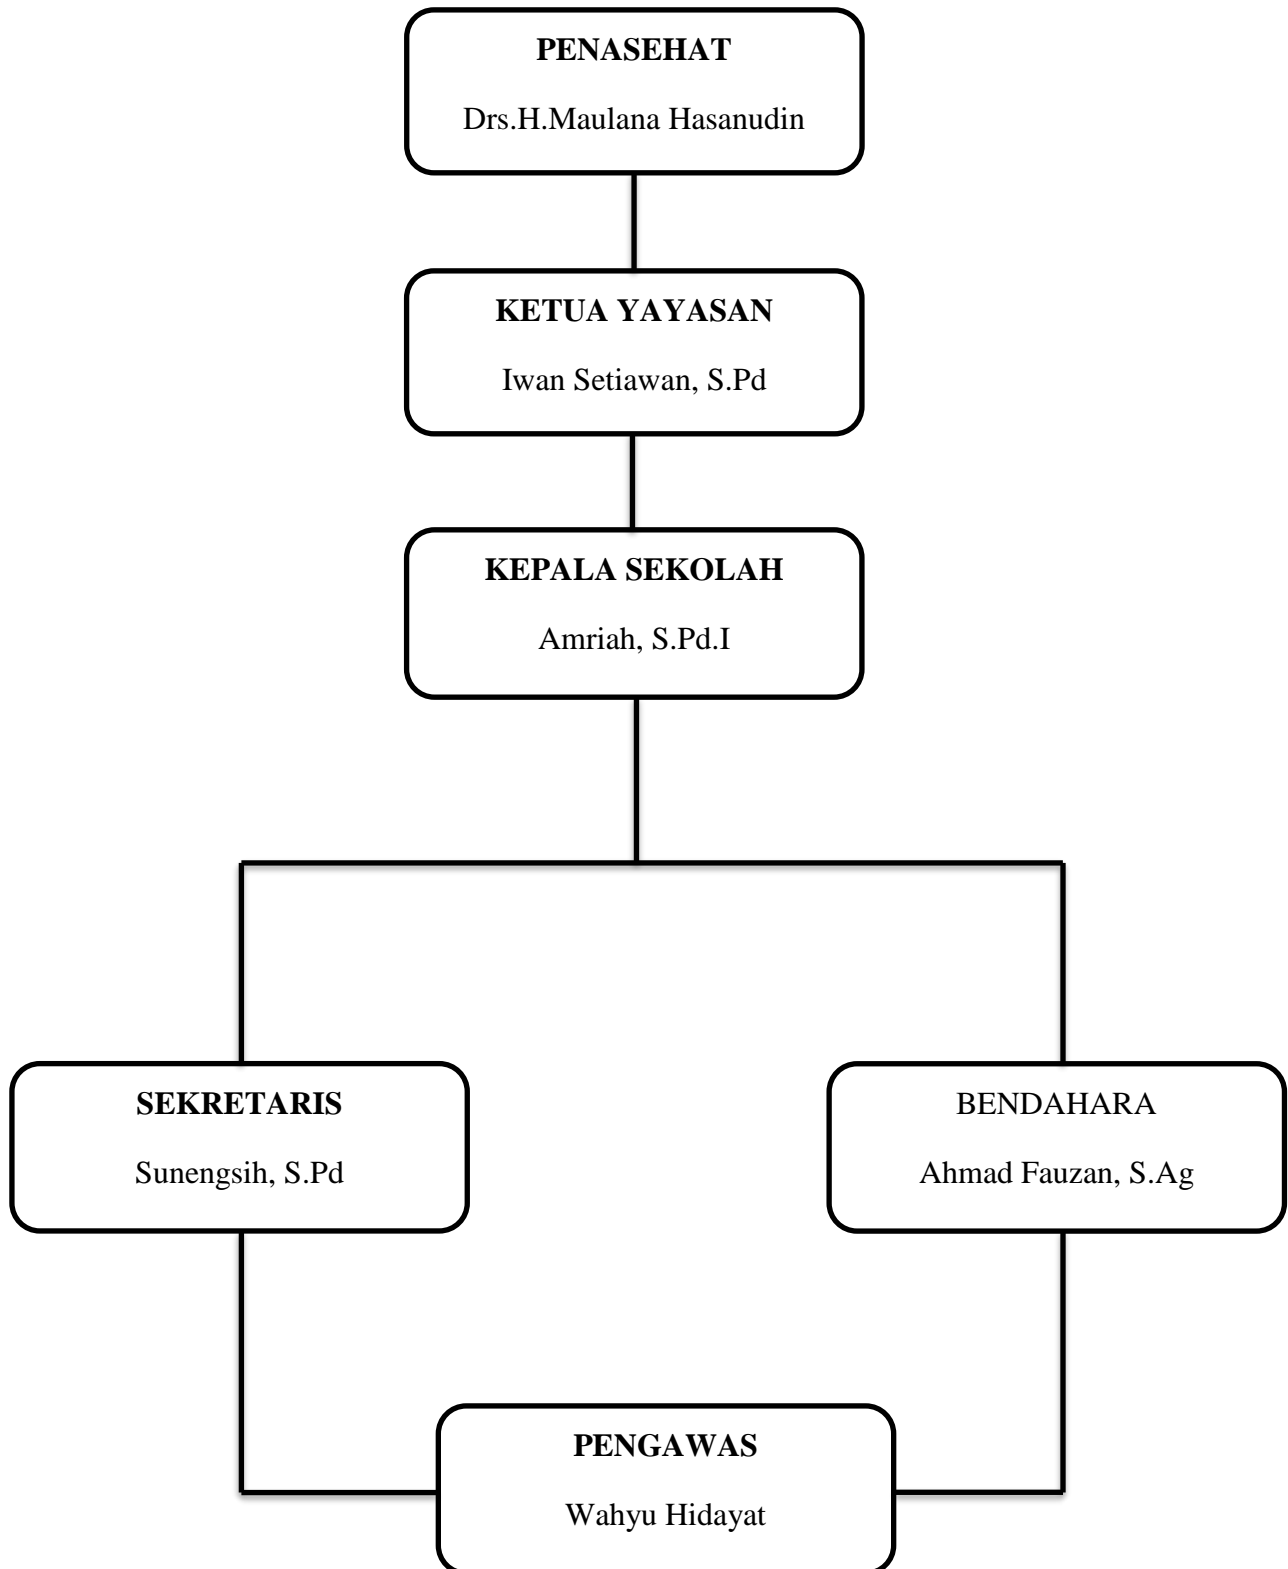 PENASEHAT
Drs.H.Maulana Hasanudin
KETUA YAYASAN
Iwan Setiawan, S.Pd
KEPALA SEKOLAH
Amriah, S.Pd.I
SEKRETARIS
Sunengsih, S.Pd
BENDAHARA
Ahmad Fauzan, S.Ag
PENGAWAS
Wahyu Hidayat